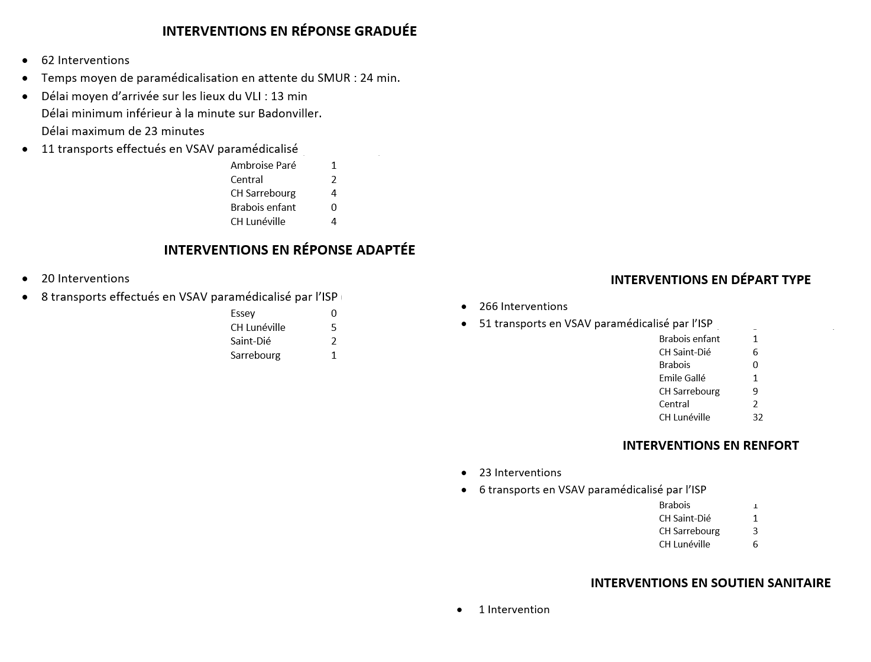 INTERVENTIONS EN RÉPONSE GRADUÉE
• 62 Interventions
• Temps moyen de paramédicalisation en attente du SMUR : 24 min.
• Délai moyen d'arrivée sur les lieux du VLI : 13 min
Délai minimum inférieur à la minute sur Badonviller.
Délai maximum de 23 minutes
• 11 transports effectués en VSAV paramédicalisé
Ambroise Paré 1
Central 2
CH Sarrebourg 4
Brabois enfant 0
CH Lunéville 4
INTERVENTIONS EN RÉPONSE ADAPTÉE
• 20 Interventions
• 8 transports effectués en VSAV paramédicalisé par l'ISP
Essey 0
CH Lunéville 5
Saint-Dié 2
Sarrebourg 1
INTERVENTIONS EN DÉPART TYPE
• 266 Interventions
• 51 transports en VSAV paramédicalisé par l'ISP
Brabois enfant 1
CH Saint-Dié 6
Brabois 0
Emile Gallé 1
CH Sarrebourg 9
Central 2
CH Lunéville 32
INTERVENTIONS EN RENFORT
• 23 Interventions
• 6 transports en VSAV paramédicalisé par l'ISP
Brabois 1
CH Saint-Dié 1
CH Sarrebourg 3
CH Lunéville 6
INTERVENTIONS EN SOUTIEN SANITAIRE
• 1 Intervention